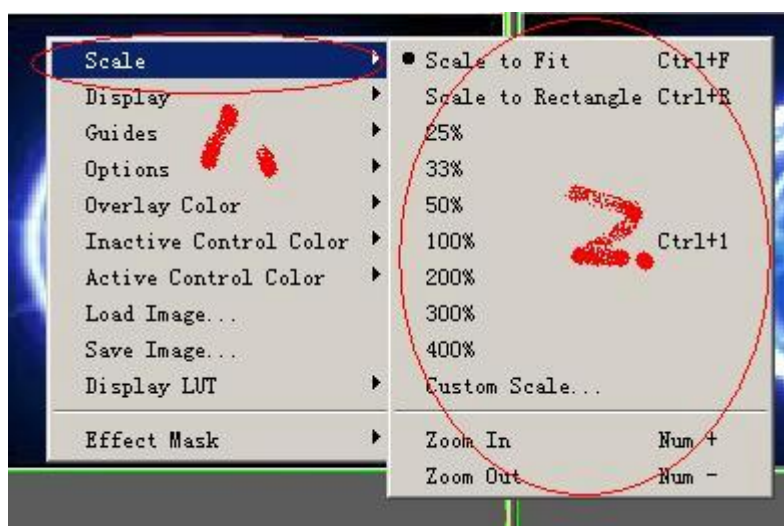 Scale
Display
Guides
Options
Overlay Color
Inactive Control Color
Active Control Color
Load Image...
Save Image...
Display LUT
Effect Mask
1.
Scale to Fit Ctrl+F
Scale to Rectangle Ctrl+R
25%
33%
50%
100% Ctrl+1
200%
300%
400%
Custom Scale...
Zoom In Num +
Zoom Out Num -
2.